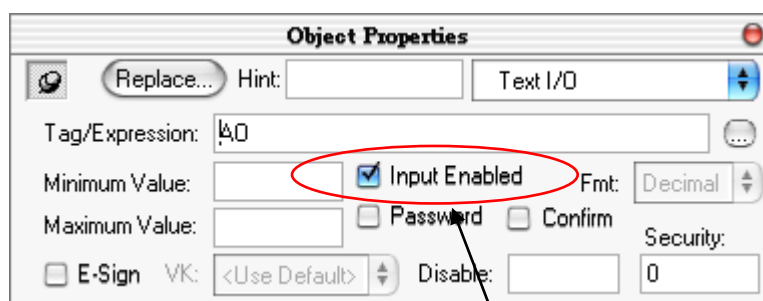 Object Properties
Replace... Hint: Text I/O
Tag/Expression: A0 ...
Minimum Value: Input Enabled Fmt: Decimal
Maximum Value: Password Confirm
Security:
E-Sign VK: <Use Default> Disable: 0